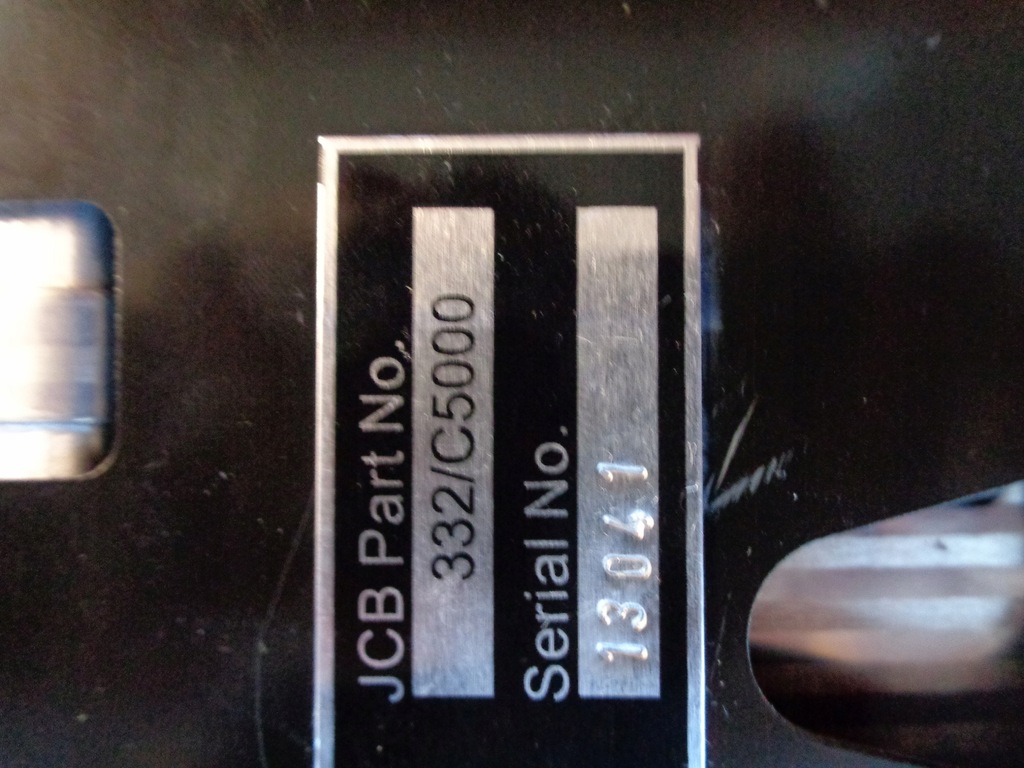 JCB Part No.
332/C5000
Serial No.
13041